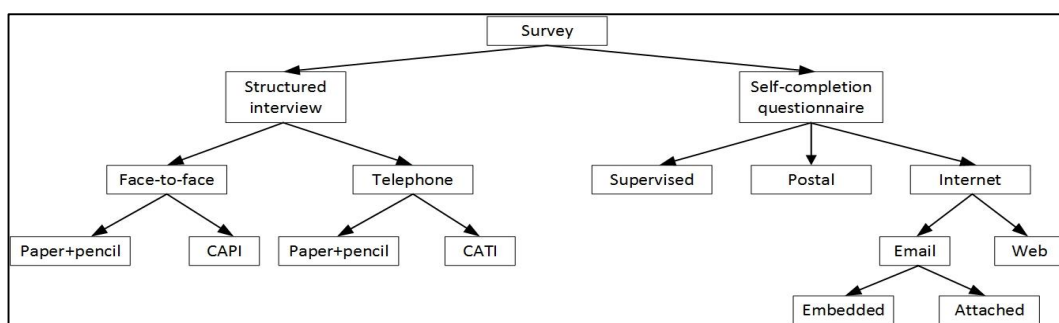 Survey
Structured
interview
Self-completion
questionnaire
Face-to-face
Telephone
Supervised
Postal
Internet
Paper+pencil
CAPI
Paper+pencil
CATI
Email
Web
Embedded
Attached